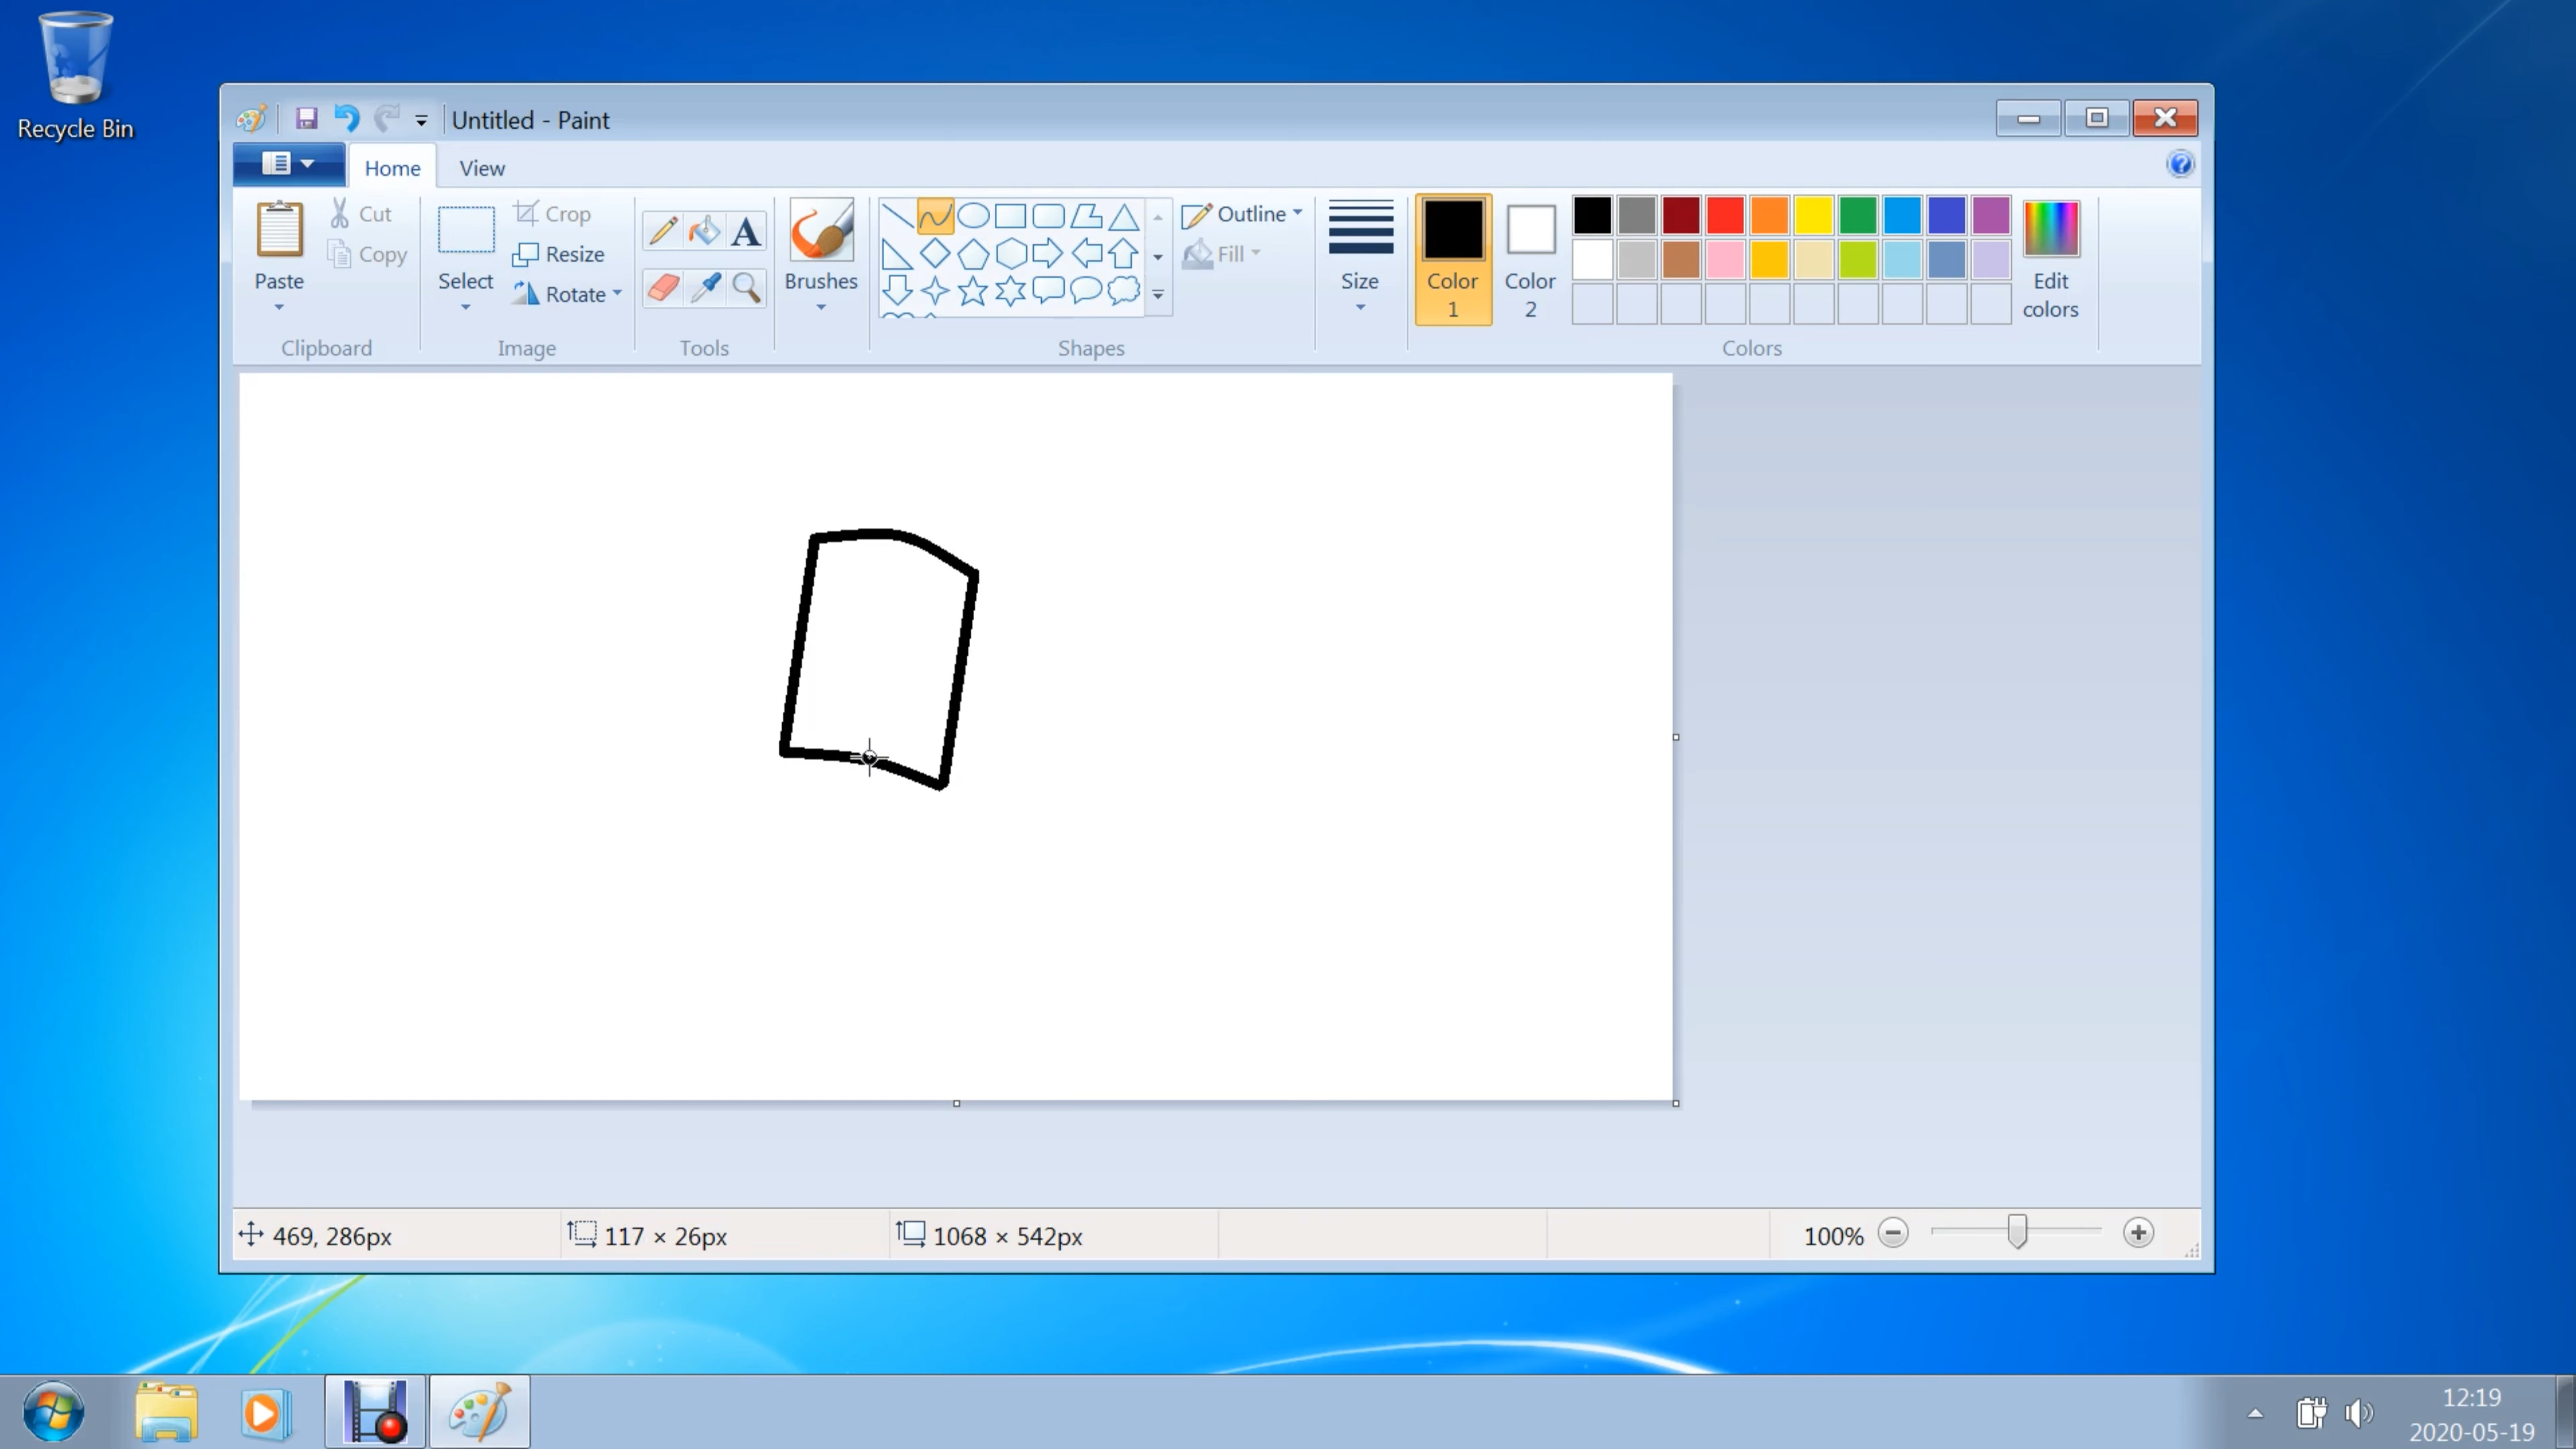 Recycle Bin
Untitled - Paint
Home
View
Paste
Cut
Copy
Clipboard
Select
Crop
Resize
Rotate
Image
A
Tools
Brushes
Shapes
Outline
Fill
Size
Color
1
Color
2
Edit
colors
Colors
469, 286px
117 × 26px
1068 × 542px
100%
12:19
2020-05-19